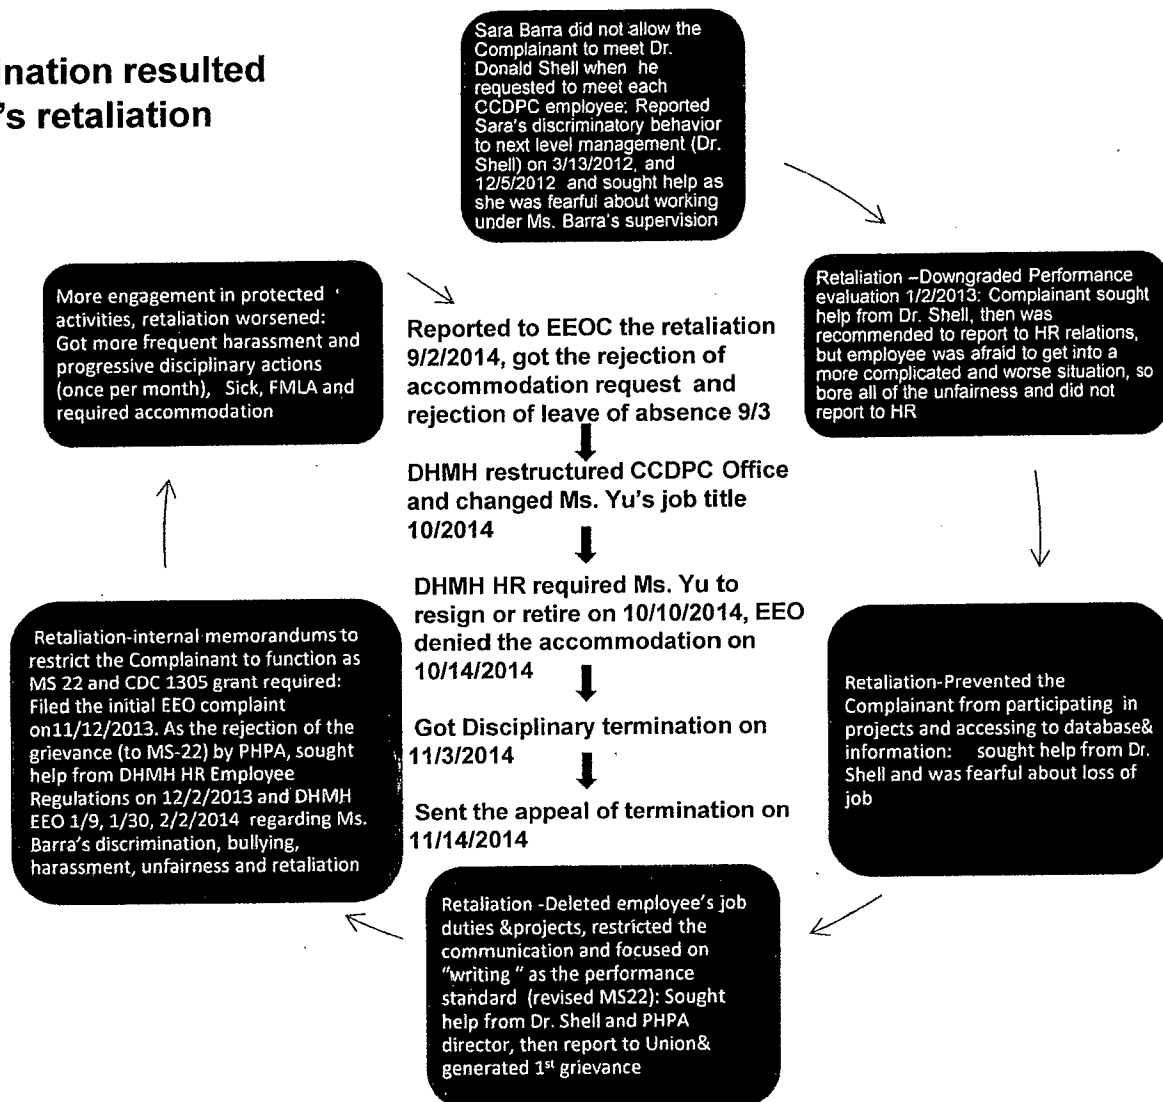 ination resulted
's retaliation
Sara Barra did not allow the
Complainant to meet Dr.
Donald Shell when he
requested to meet each
CCDPC employee: Reported
Sara's discriminatory behavior
to next level management (Dr.
Shell) on 3/13/2012, and
12/5/2012 and sought help as
she was fearful about working
under Ms. Barra's supervision
Retaliation –Downgraded Performance
evaluation 1/2/2013: Complainant sought
help from Dr. Shell, then was
recommended to report to HR relations,
but employee was afraid to get into a
more complicated and worse situation, so
bore all of the unfairness and did not
report to HR
Retaliation-Prevented the
Complainant from participating in
projects and accessing to database&
information: sought help from Dr.
Shell and was fearful about loss of
job
Retaliation -Deleted employee's job
duties &projects, restricted the
communication and focused on
"writing " as the performance
standard (revised MS22): Sought
help from Dr. Shell and PHPA
director, then report to Union&
generated 1st grievance
Retaliation-internal memorandums to
restrict the Complainant to function as
MS 22 and CDC 1305 grant required:
Filed the initial EEO complaint
on11/12/2013. As the rejection of the
grievance (to MS-22) by PHPA, sought
help from DHMH HR Employee
Regulations on 12/2/2013 and DHMH
EEO 1/9, 1/30, 2/2/2014 regarding Ms.
Barra's discrimination, bullying,
harassment, unfairness and retaliation
More engagement in protected
activities, retaliation worsened:
Got more frequent harassment and
progressive disciplinary actions
(once per month), Sick, FMLA and
required accommodation
Reported to EEOC the retaliation
9/2/2014, got the rejection of
accommodation request and
rejection of leave of absence 9/3
DHMH restructured CCDPC Office
and changed Ms. Yu's job title
10/2014
DHMH HR required Ms. Yu to
resign or retire on 10/10/2014, EEO
denied the accommodation on
10/14/2014
Got Disciplinary termination on
11/3/2014
Sent the appeal of termination on
11/14/2014